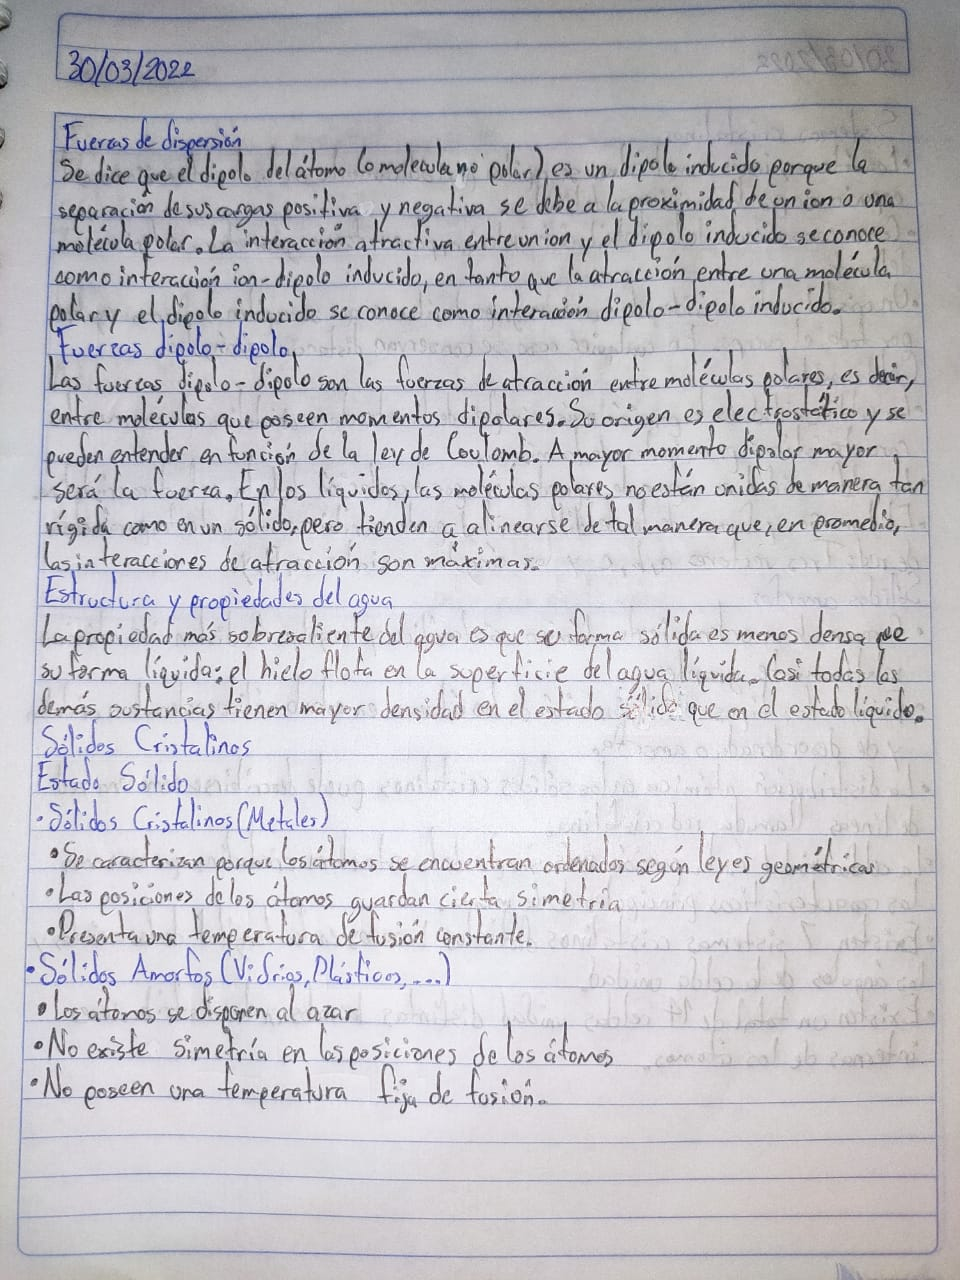 30/03/2022
Fuerzas de dispersión
Se dice que el dipolo del átomo (o molécula no polar) es un dipolo inducido porque la
separación de sus cargas positiva y negativa se debe a la proximidad de un ion o una
molécula polar. La interacción atractiva entre un ion y el dipolo inducido se conoce
como interacción ion-dipolo inducido, en tanto que la atracción entre una molécula
polar y el dipolo inducido se conoce como interacción dipolo-dipolo inducido.
Fuerzas dipolo-dipolo
Las fuerzas dipolo-dipolo son las fuerzas de atracción entre moléculas polares, es decir,
entre moléculas que poseen momentos dipolares. Su origen es electrostático y se
pueden entender en función de la ley de Coulomb. A mayor momento dipolar mayor
será la fuerza. En los líquidos, las moléculas polares no están unidas de manera tan
rígida como en un sólido, pero tienden a alinearse de tal manera que, en promedio,
las interacciones de atracción son máximas.
Estructura y propiedades del agua
La propiedad más sobresaliente del agua es que su forma sólida es menos densa que
su forma líquida: el hielo flota en la superficie del agua líquida. Casi todas las
demás sustancias tienen mayor densidad en el estado sólido que en el estado líquido.
Sólidos Cristalinos
Estado Sólido
• Sólidos Cristalinos (Metales)
• Se caracterizan porque los átomos se encuentran ordenados según leyes geométricas
• Las posiciones de los átomos guardan cierta simetría
• Presenta una temperatura de fusión constante.
• Sólidos Amorfos (Vidrios, Plásticos, ...)
• Los átomos se disponen al azar
• No existe simetría en las posiciones de los átomos
• No poseen una temperatura fija de fusión.